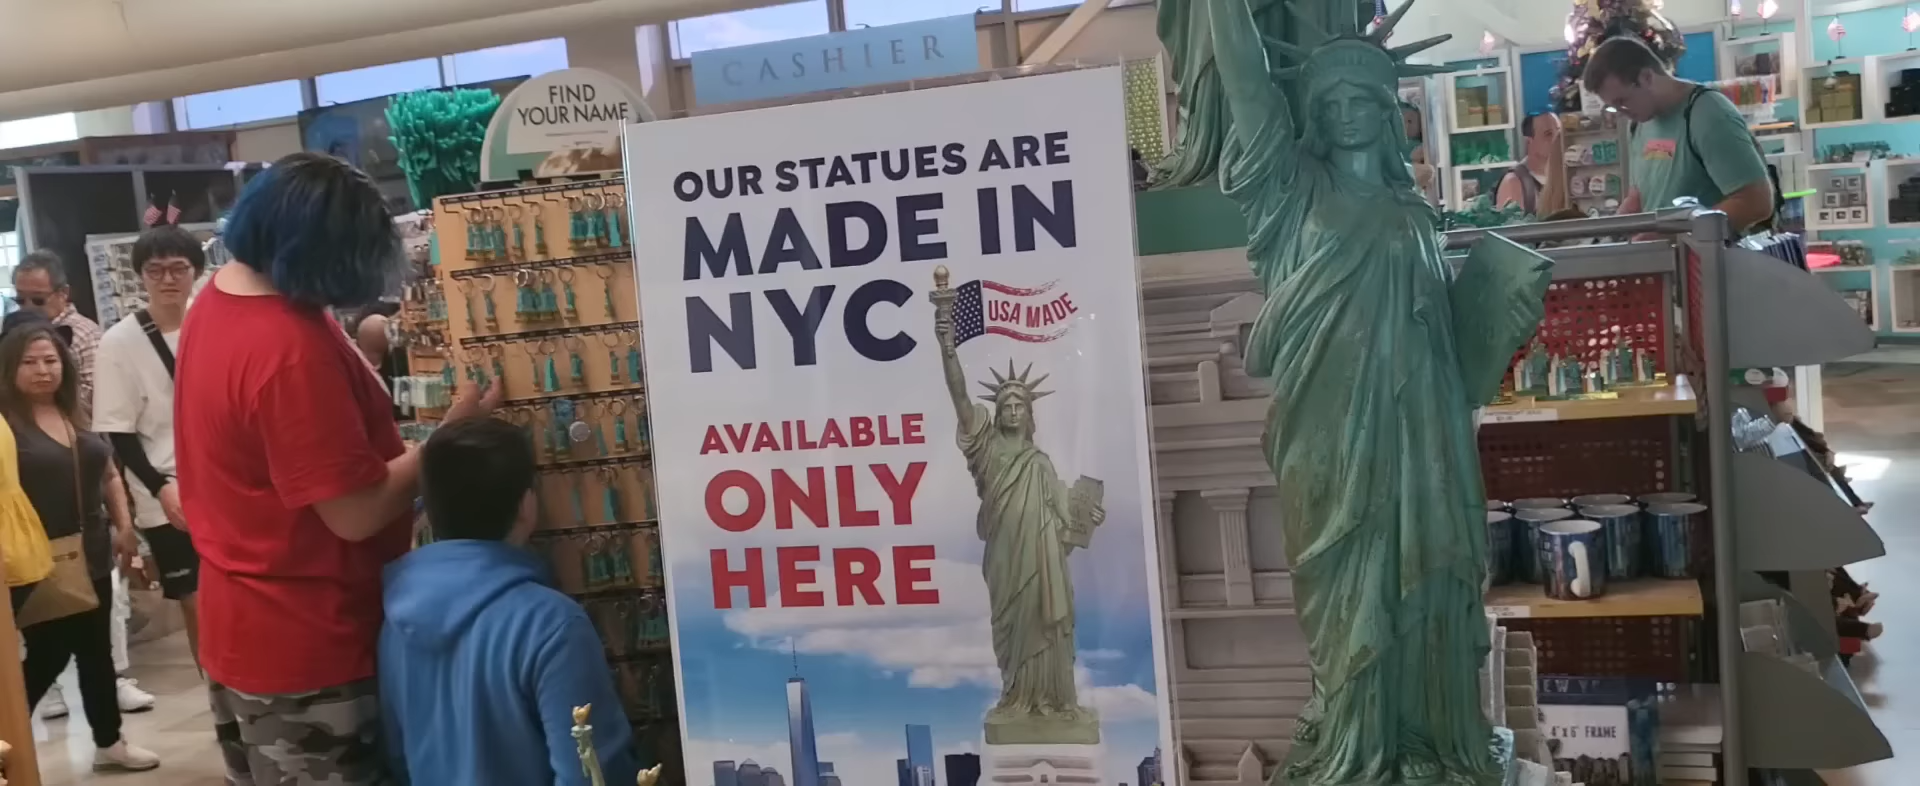 CASHIER
FIND
YOUR NAME
OUR STATUES ARE
MADE IN
NYC
USA MADE
AVAILABLE
ONLY
HERE
4"x 6" FRAME